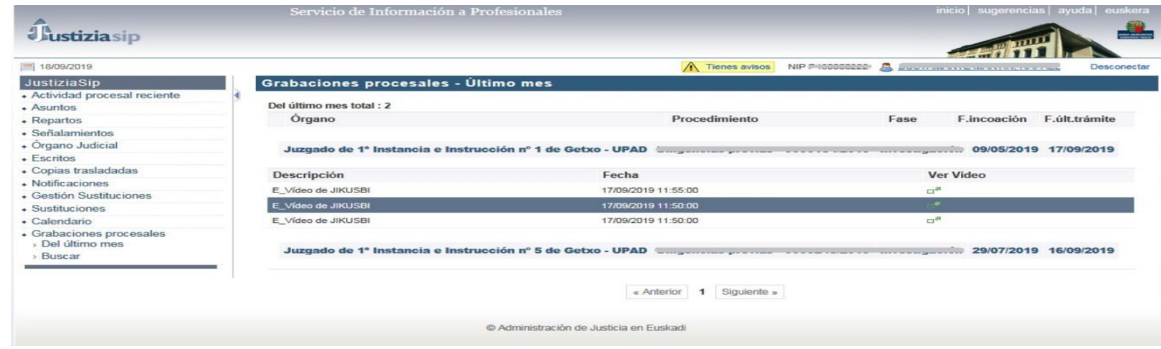 Servicio de Información a Profesionales
inicio | sugerencias | ayuda | euskera
Justiziasip
18/09/2019
Tienes avisos NIP Desconectar
JustiziaSip
Actividad procesal reciente
Asuntos
Repartos
Señalamientos
Órgano Judicial
Escritos
Copias trasladadas
Notificaciones
Gestión Sustituciones
Sustituciones
Calendario
Grabaciones procesales
Del último mes
Buscar
Grabaciones procesales - Último mes
Del último mes total : 2
Órgano Procedimiento Fase F.incoación F.últ.trámite
Juzgado de 1ª Instancia e Instrucción nº 1 de Getxo - UPAD 09/05/2019 17/09/2019
Descripción Fecha Ver Video
E_Vídeo de JIKUSBI 17/09/2019 11:55:00
E_Vídeo de JIKUSBI 17/09/2019 11:50:00
E_Vídeo de JIKUSBI 17/09/2019 11:50:00
Juzgado de 1ª Instancia e Instrucción nº 5 de Getxo - UPAD 29/07/2019 16/09/2019
« Anterior 1 Siguiente »
© Administración de Justicia en Euskadi